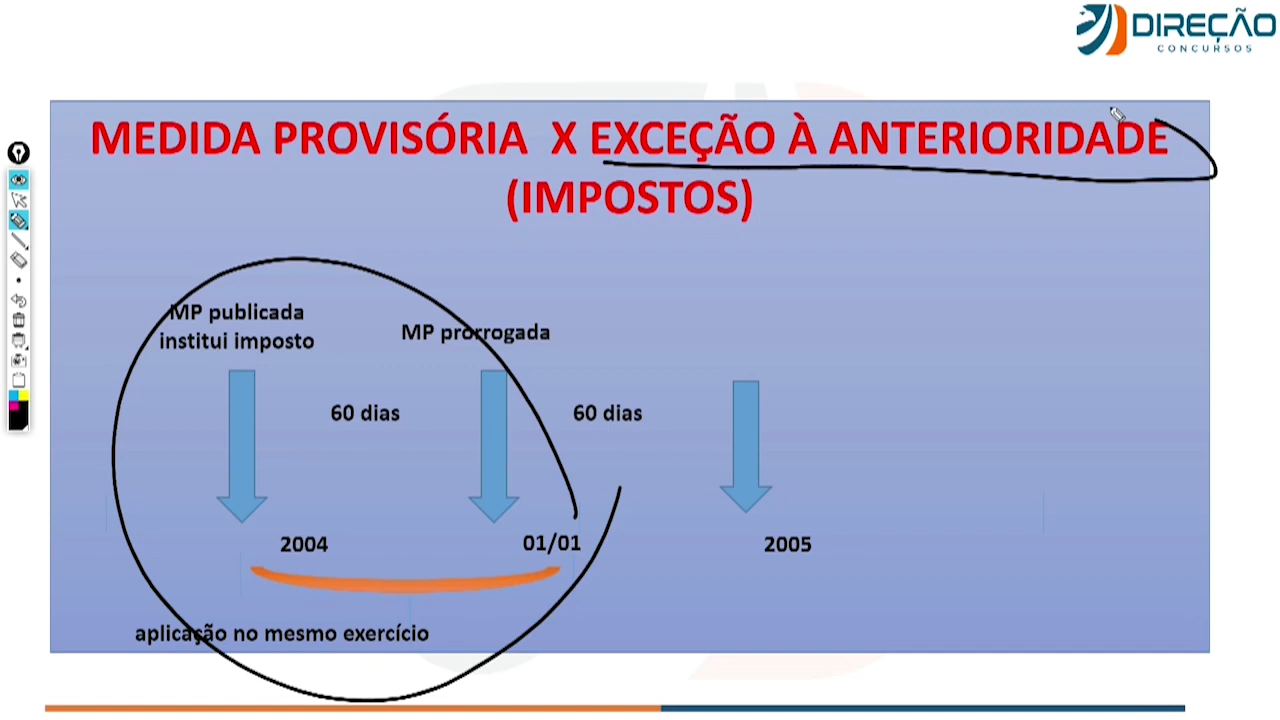 DIREÇÃO
CONCURSOS
MEDIDA PROVISÓRIA X EXCEÇÃO À ANTERIORIDADE
(IMPOSTOS)
MP publicada
institui imposto
MP prorrogada
60 dias
60 dias
2004
01/01
2005
aplicação no mesmo exercício